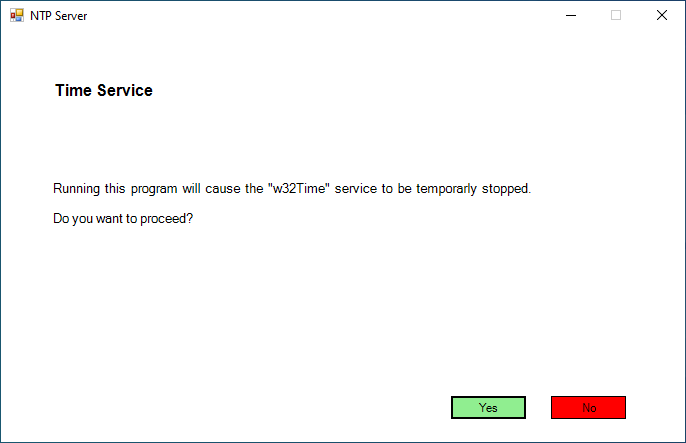 NTP Server
Time Service
Running this program will cause the "w32Time" service to be temporarly stopped.
Do you want to proceed?
Yes
No